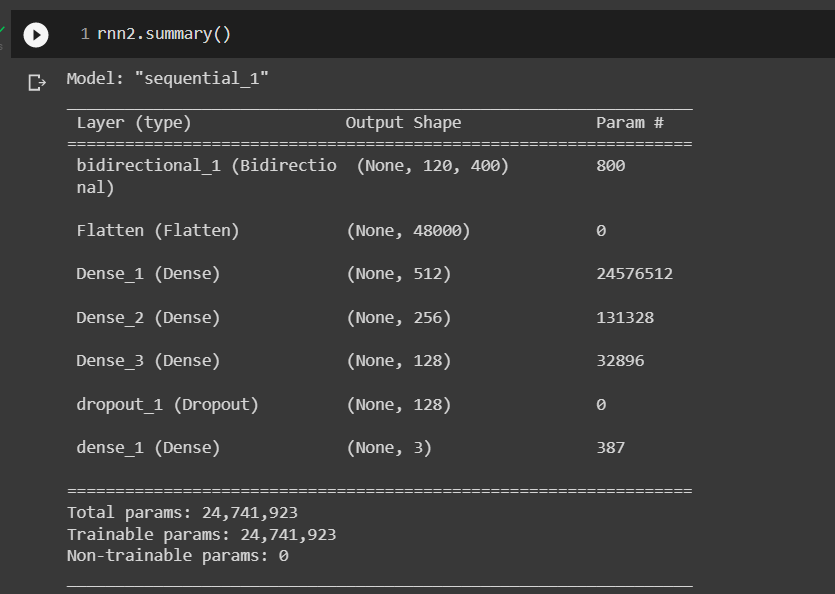 1 rnn2.summary()
Model: "sequential_1"
Layer (type) Output Shape Param #
=================================================================
bidirectional_1 (Bidirectio (None, 120, 400) 800
nal)
Flatten (Flatten) (None, 48000) 0
Dense_1 (Dense) (None, 512) 24576512
Dense_2 (Dense) (None, 256) 131328
Dense_3 (Dense) (None, 128) 32896
dropout_1 (Dropout) (None, 128) 0
dense_1 (Dense) (None, 3) 387
=================================================================
Total params: 24,741,923
Trainable params: 24,741,923
Non-trainable params: 0